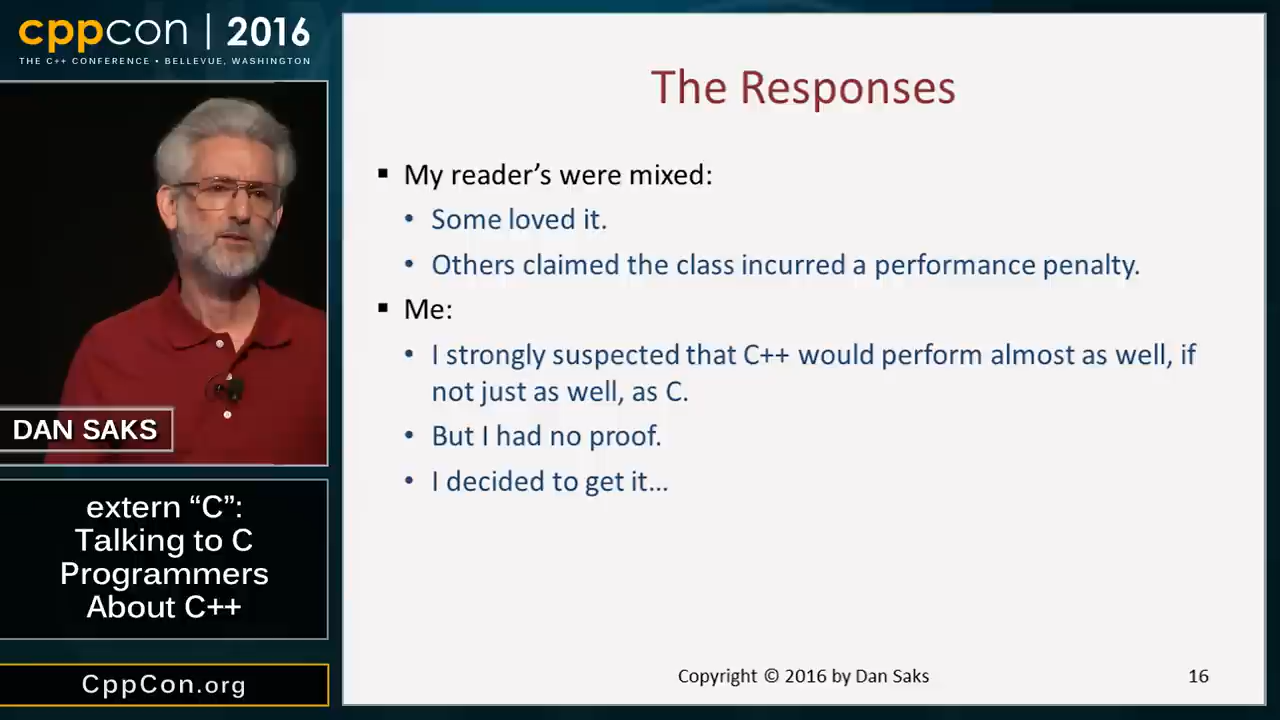 cppcon | 2016
THE C++ CONFERENCE • BELLEVUE, WASHINGTON
DAN SAKS
extern “C”:
Talking to C
Programmers
About C++
CppCon.org
The Responses
▪ My reader’s were mixed:
• Some loved it.
• Others claimed the class incurred a performance penalty.
▪ Me:
• I strongly suspected that C++ would perform almost as well, if
not just as well, as C.
• But I had no proof.
• I decided to get it…
Copyright © 2016 by Dan Saks
16